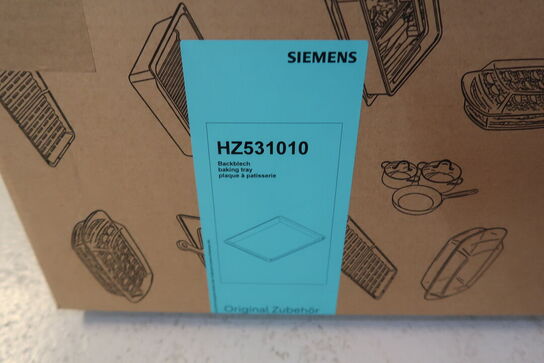 SIEMENS
HZ531010
Backblech
baking tray
plaque à patisserie
Original Zubehör